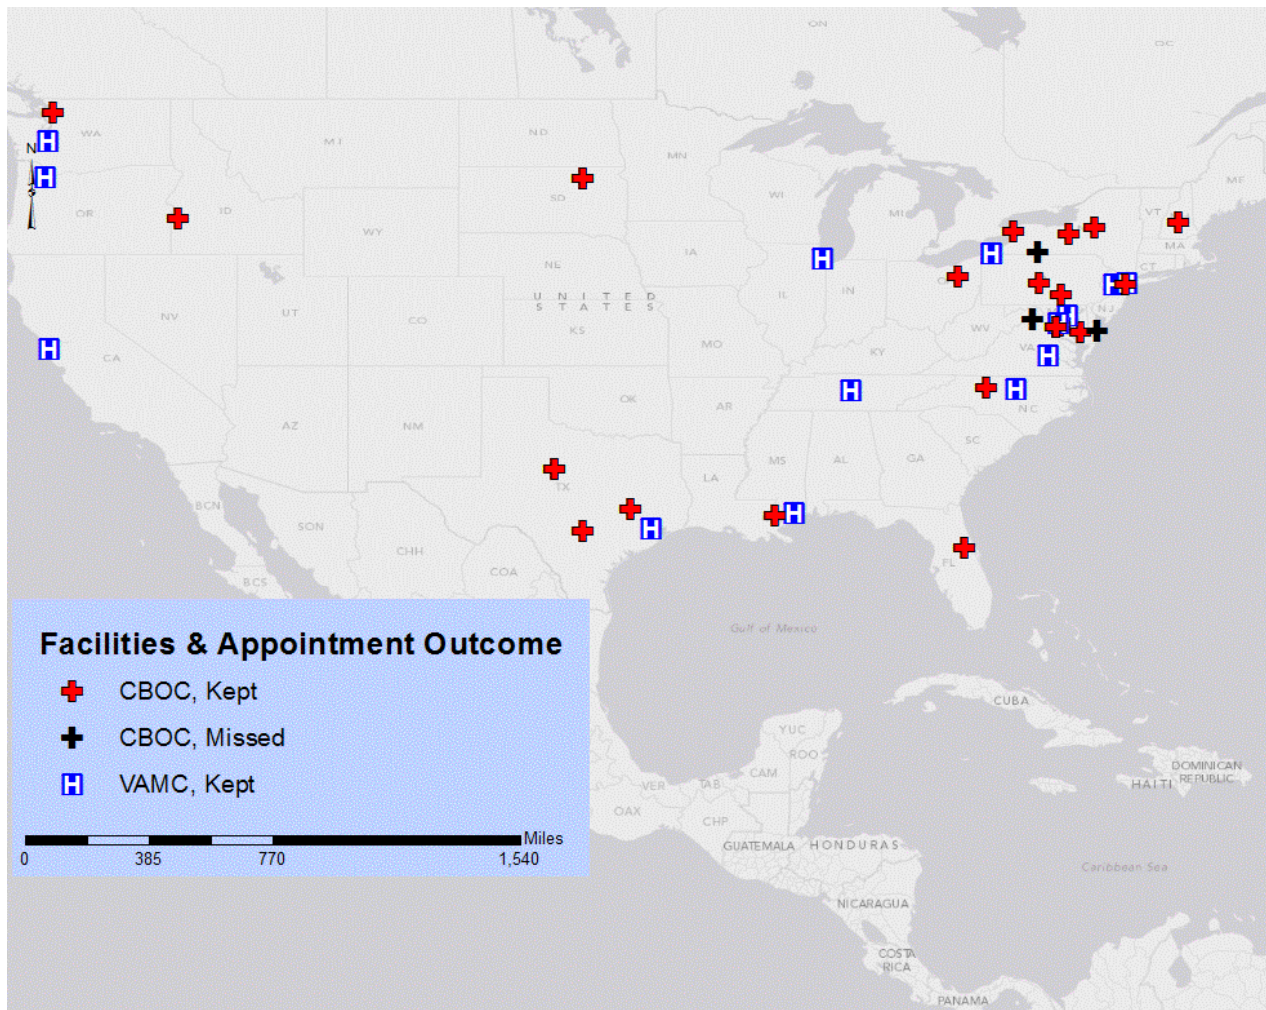 ON
QC
WA
MT
ND
MN
ME
N
OR
ID
SD
WI
MI
VT
WY
MA
IA
CT
NE
NV
UT
IL
IN
NJ
UNITED
STATES
CO
KS
WV
CA
MO
KY
VA
OK
AR
NC
AZ
NM
SC
MS
AL
GA
TX
LA
BCN
SON
CHH
COA
FL
BCS
Gulf of Mexico
Facilities & Appointment Outcome
CBOC, Kept
CBOC, Missed
H VAMC, Kept
Miles
0 385 770 1,540
CUBA
YUC
ROO
CAM
DOMINICAN
REPUBLIC
HAITI
VER
TAB
OAX
CHP
GUATEMALA
HONDURAS
Caribbean Sea
NICARAGUA
COSTA
RICA
PANAMA